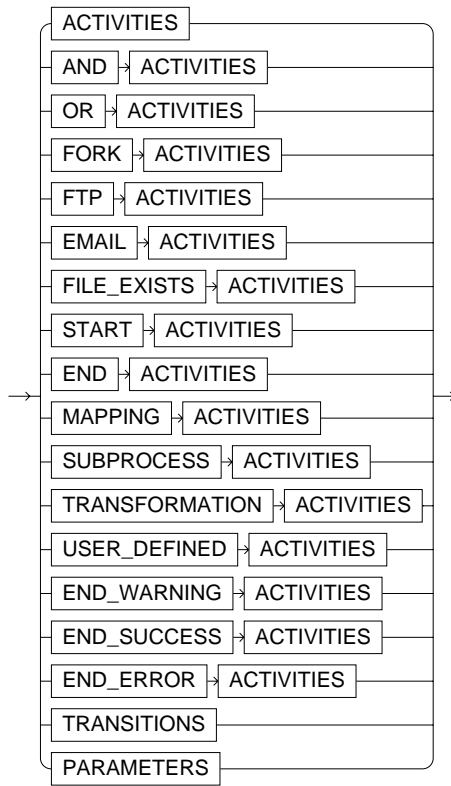 ACTIVITIES
AND ACTIVITIES
OR ACTIVITIES
FORK ACTIVITIES
FTP ACTIVITIES
EMAIL ACTIVITIES
FILE_EXISTS ACTIVITIES
START ACTIVITIES
END ACTIVITIES
MAPPING ACTIVITIES
SUBPROCESS ACTIVITIES
TRANSFORMATION ACTIVITIES
USER_DEFINED ACTIVITIES
END_WARNING ACTIVITIES
END_SUCCESS ACTIVITIES
END_ERROR ACTIVITIES
TRANSITIONS
PARAMETERS